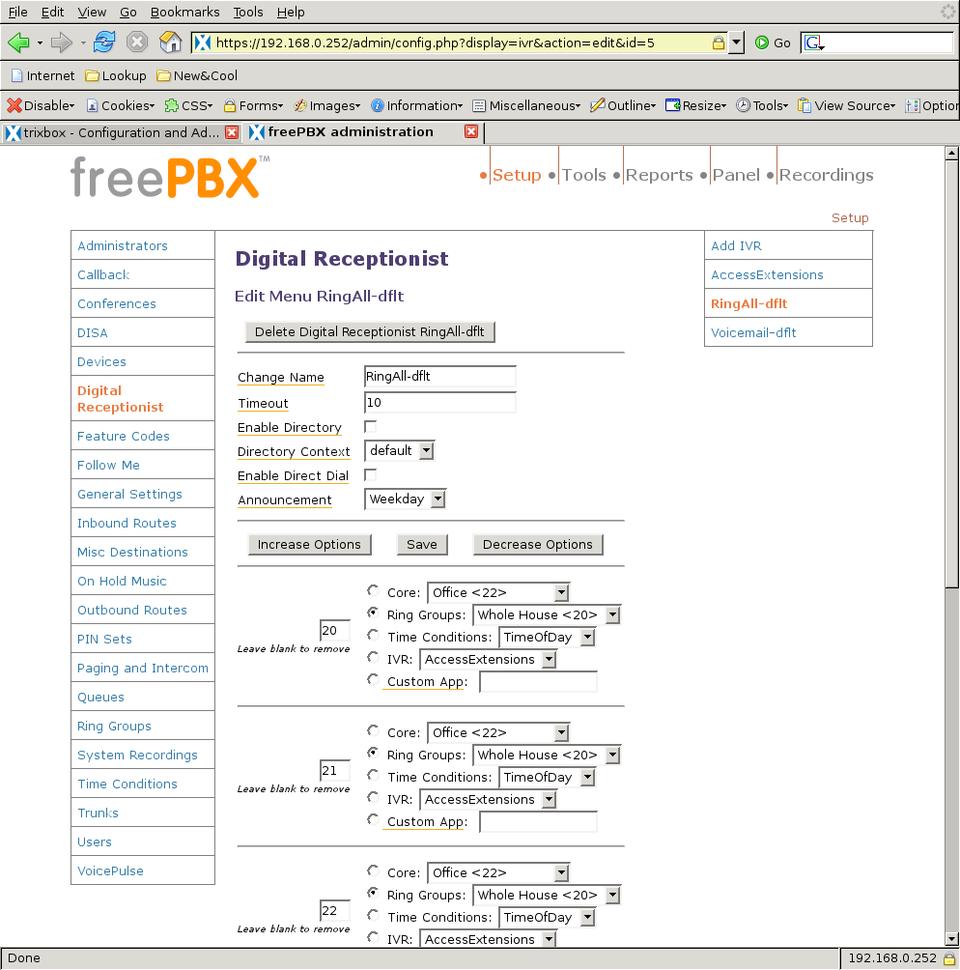 File Edit View Go Bookmarks Tools Help
https://192.168.0.252/admin/config.php?display=ivr&action=edit&id=5 Go G
Internet Lookup New&Cool
Disable Cookies CSS Forms Images Information Miscellaneous Outline Resize Tools View Source Option
trixbox - Configuration and Ad... freePBX administration
freePBX™
Setup Tools Reports Panel Recordings
Setup
Administrators
Callback
Conferences
DISA
Devices
Digital
Receptionist
Feature Codes
Follow Me
General Settings
Inbound Routes
Misc Destinations
On Hold Music
Outbound Routes
PIN Sets
Paging and Intercom
Queues
Ring Groups
System Recordings
Time Conditions
Trunks
Users
VoicePulse
Digital Receptionist
Edit Menu RingAll-dflt
Delete Digital Receptionist RingAll-dflt
Change Name RingAll-dflt
Timeout 10
Enable Directory
Directory Context default
Enable Direct Dial
Announcement Weekday
Increase Options Save Decrease Options
20
Leave blank to remove
Core: Office <22>
Ring Groups: Whole House <20>
Time Conditions: TimeOfDay
IVR: AccessExtensions
Custom App:
21
Leave blank to remove
Core: Office <22>
Ring Groups: Whole House <20>
Time Conditions: TimeOfDay
IVR: AccessExtensions
Custom App:
22
Leave blank to remove
Core: Office <22>
Ring Groups: Whole House <20>
Time Conditions: TimeOfDay
IVR: AccessExtensions
Add IVR
AccessExtensions
RingAll-dflt
Voicemail-dflt
Done 192.168.0.252